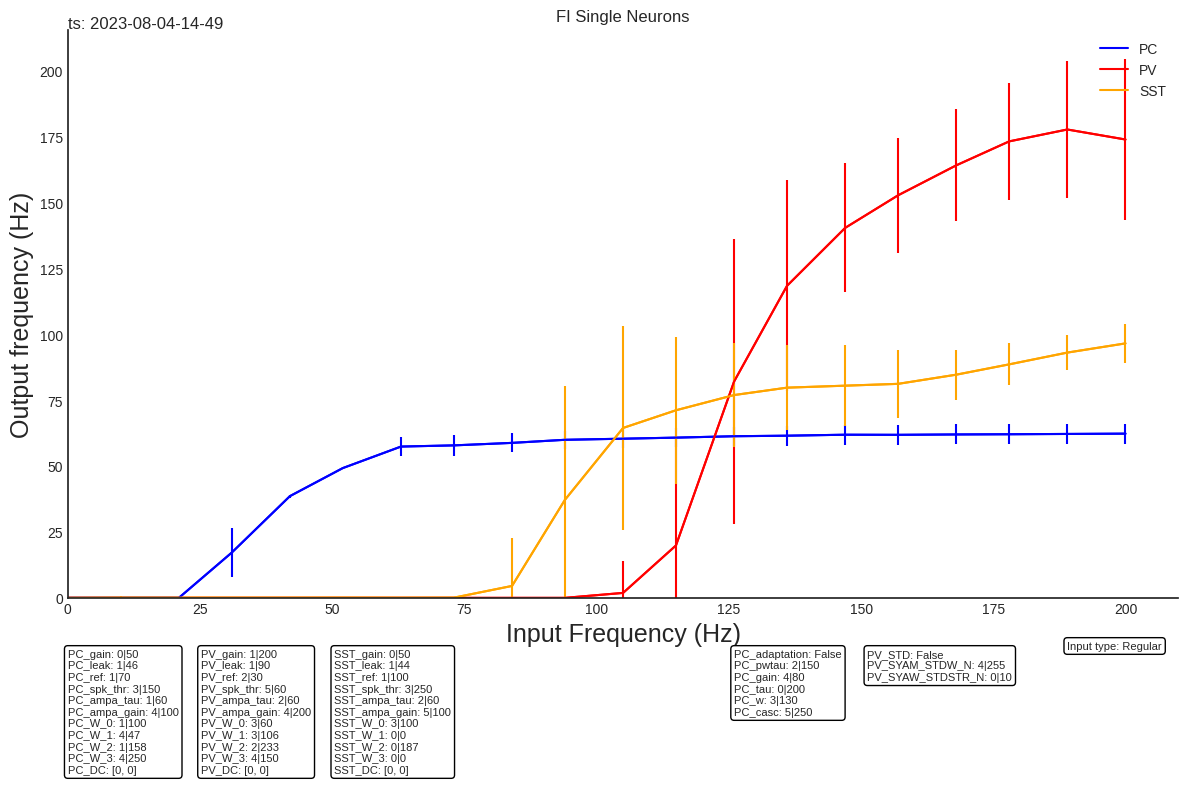 FI Single Neurons
ts: 2023-08-04-14-49
PC
PV
SST
Output frequency (Hz)
200
175
150
125
100
75
50
25
0
0 25 50 75 100 125 150 175 200
Input Frequency (Hz)
PC_gain: 0|50
PC_leak: 1|46
PC_ref: 1|70
PC_spk_thr: 3|150
PC_ampa_tau: 1|60
PC_ampa_gain: 4|100
PC_W_0: 1|100
PC_W_1: 4|47
PC_W_2: 1|158
PC_W_3: 4|250
PC_DC: [0, 0]
PV_gain: 1|200
PV_leak: 1|90
PV_ref: 2|30
PV_spk_thr: 5|60
PV_ampa_tau: 2|60
PV_ampa_gain: 4|200
PV_W_0: 3|60
PV_W_1: 3|106
PV_W_2: 2|233
PV_W_3: 4|150
PV_DC: [0, 0]
SST_gain: 0|50
SST_leak: 1|44
SST_ref: 1|100
SST_spk_thr: 3|250
SST_ampa_tau: 2|60
SST_ampa_gain: 5|100
SST_W_0: 3|100
SST_W_1: 0|0
SST_W_2: 0|187
SST_W_3: 0|0
SST_DC: [0, 0]
PC_adaptation: False
PC_pwtau: 2|150
PC_gain: 4|80
PC_tau: 0|200
PC_w: 3|130
PC_casc: 5|250
PV_STD: False
PV_SYAM_STDW_N: 4|255
PV_SYAW_STDSTR_N: 0|10
Input type: Regular